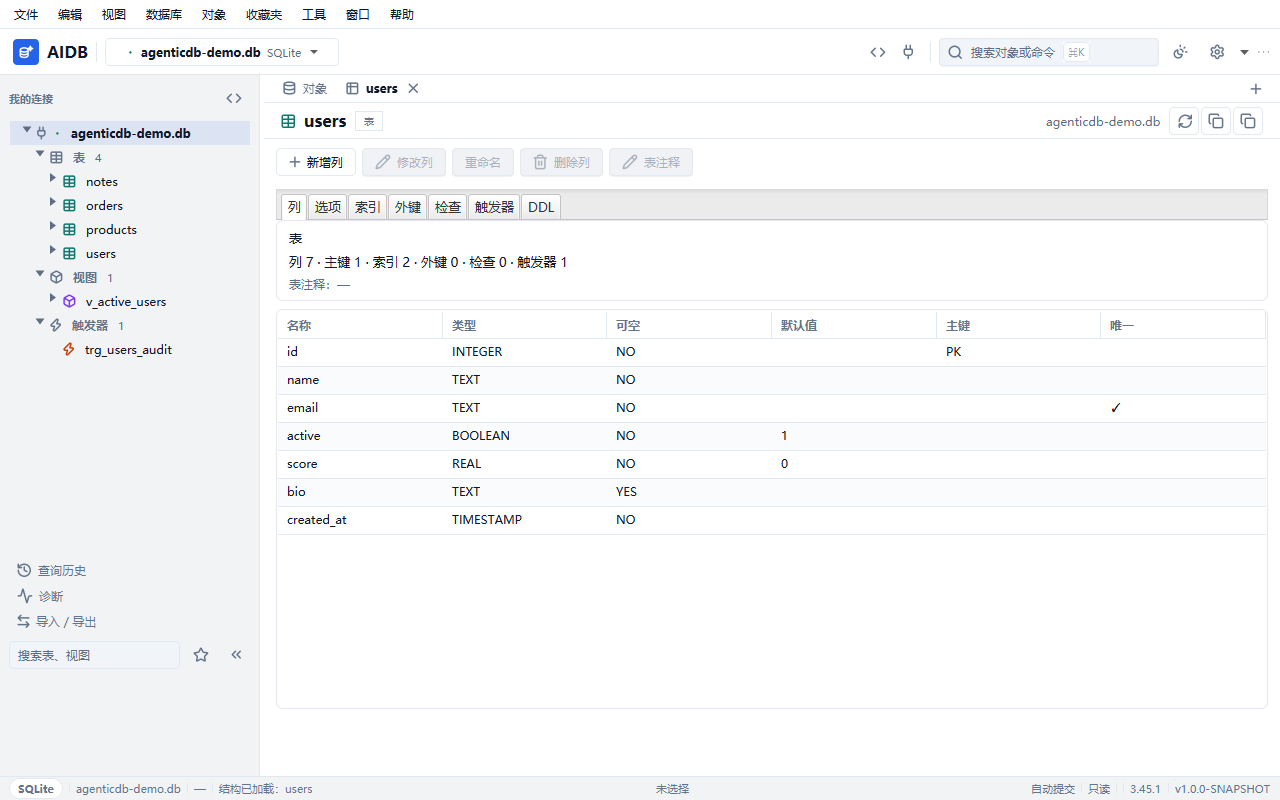 文件 编辑 视图 数据库 对象 收藏夹 工具 窗口 帮助
AIDB · agenticdb-demo.db SQLite 搜索对象或命令 ⌘K
我的连接
· agenticdb-demo.db
表 4
notes
orders
products
users
视图 1
v_active_users
触发器 1
trg_users_audit
查询历史
诊断
导入 / 导出
搜索表、视图
对象 users
users 表 agenticdb-demo.db
新增列 修改列 重命名 删除列 表注释
列 选项 索引 外键 检查 触发器 DDL
表
列 7 · 主键 1 · 索引 2 · 外键 0 · 检查 0 · 触发器 1
表注释：—
名称 类型 可空 默认值 主键 唯一
id INTEGER NO PK
name TEXT NO
email TEXT NO ✓
active BOOLEAN NO 1
score REAL NO 0
bio TEXT YES
created_at TIMESTAMP NO
SQLite agenticdb-demo.db — 结构已加载：users 未选择 自动提交 只读 3.45.1 v1.0.0-SNAPSHOT